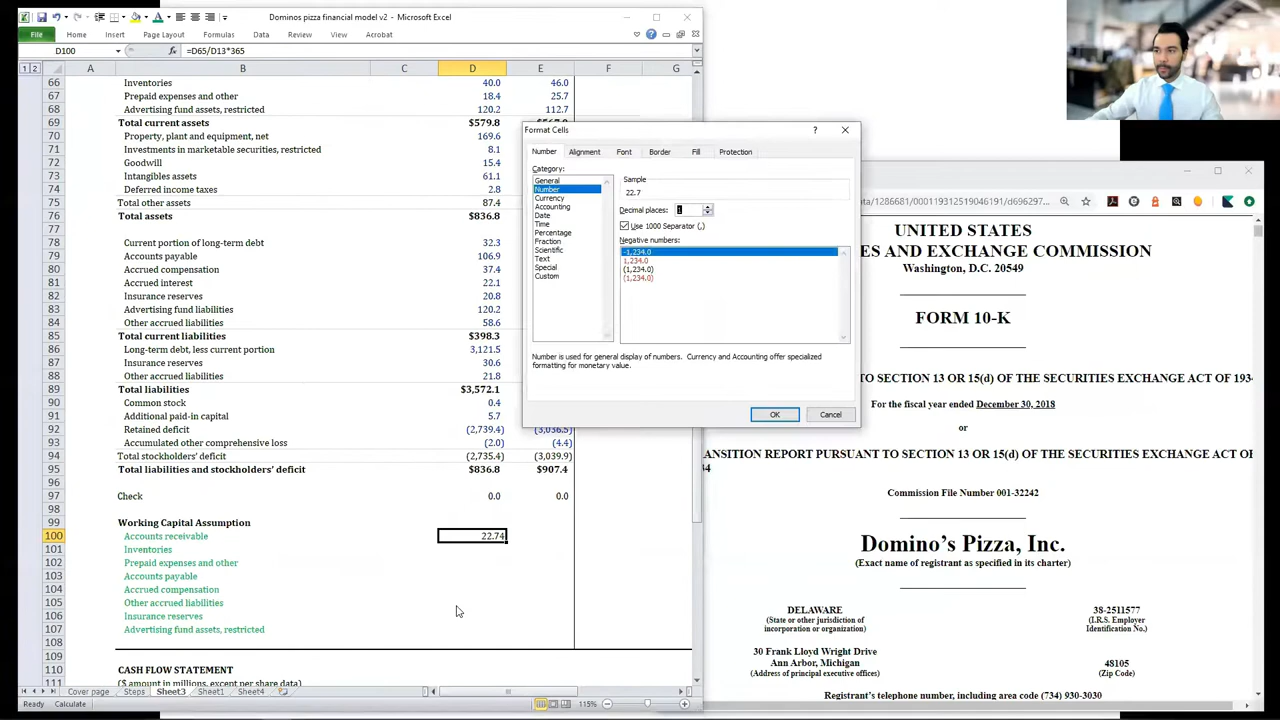 Dominos pizza financial model v2 - Microsoft Excel
File Home Insert Page Layout Formulas Data Review View Acrobat
D100 fx =D65/D13*365
1 2 A B C D E F G
66 Inventories 40.0 46.0
67 Prepaid expenses and other 18.4 25.7
68 Advertising fund assets, restricted 120.2 112.7
69 Total current assets $579.8
70 Property, plant and equipment, net 169.6
71 Investments in marketable securities, restricted 8.1
72 Goodwill 15.4
73 Intangibles assets 61.1
74 Deferred income taxes 2.8
75 Total other assets 87.4
76 Total assets $836.8
77
78 Current portion of long-term debt 32.3
79 Accounts payable 106.9
80 Accrued compensation 37.4
81 Accrued interest 22.1
82 Insurance reserves 20.8
83 Advertising fund liabilities 120.2
84 Other accrued liabilities 58.6
85 Total current liabilities $398.3
86 Long-term debt, less current portion 3,121.5
87 Insurance reserves 30.6
88 Other accrued liabilities 21.8
89 Total liabilities $3,572.1
90 Common stock 0.4
91 Additional paid-in capital 5.7
92 Retained deficit (2,739.4) (3,036.5)
93 Accumulated other comprehensive loss (2.0) (4.4)
94 Total stockholders' deficit (2,735.4) (3,039.9)
95 Total liabilities and stockholders' deficit $836.8 $907.4
96
97 Check 0.0 0.0
98
99 Working Capital Assumption
100 Accounts receivable 22.74
101 Inventories
102 Prepaid expenses and other
103 Accounts payable
104 Accrued compensation
105 Other accrued liabilities
106 Insurance reserves
107 Advertising fund assets, restricted
108
109
110 CASH FLOW STATEMENT
111 ($ amount in millions, except per share data)
Cover page Steps Sheet3 Sheet1 Sheet4
Ready Calculate 115%
Format Cells
Number Alignment Font Border Fill Protection
Category:
General
Number
Currency
Accounting
Date
Time
Percentage
Fraction
Scientific
Text
Special
Custom
Sample
22.7
Decimal places: 1
Use 1000 Separator (,)
Negative numbers:
-1,234.0
1,234.0
(1,234.0)
(1,234.0)
Number is used for general display of numbers. Currency and Accounting offer specialized
formatting for monetary value.
OK Cancel
ata/1286681/000119312519046191/d696297...
UNITED STATES
ES AND EXCHANGE COMMISSION
Washington, D.C. 20549
FORM 10-K
TO SECTION 13 OR 15(d) OF THE SECURITIES EXCHANGE ACT OF 193
For the fiscal year ended December 30, 2018
or
ANSITION REPORT PURSUANT TO SECTION 13 OR 15(d) OF THE SECURITIES EXCHANGE ACT OF
Commission File Number 001-32242
Domino's Pizza, Inc.
(Exact name of registrant as specified in its charter)
DELAWARE 38-2511577
(State or other jurisdiction of (I.R.S. Employer
incorporation or organization) Identification No.)
30 Frank Lloyd Wright Drive
Ann Arbor, Michigan 48105
(Address of principal executive offices) (Zip Code)
Registrant's telephone number, including area code (734) 930-3030